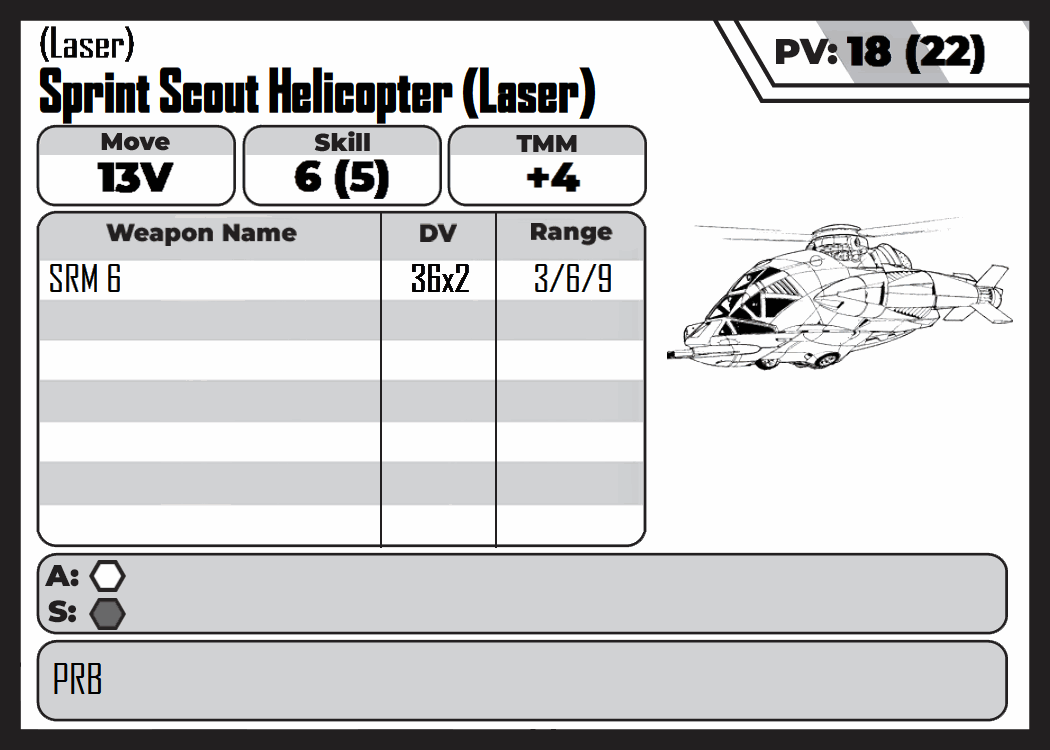 (Laser)
Sprint Scout Helicopter (Laser)
PV: 18 (22)
Move Skill TMM
13V 6 (5) +4
Weapon Name DV Range
SRM 6 36x2 3/6/9
A:
S:
PRB